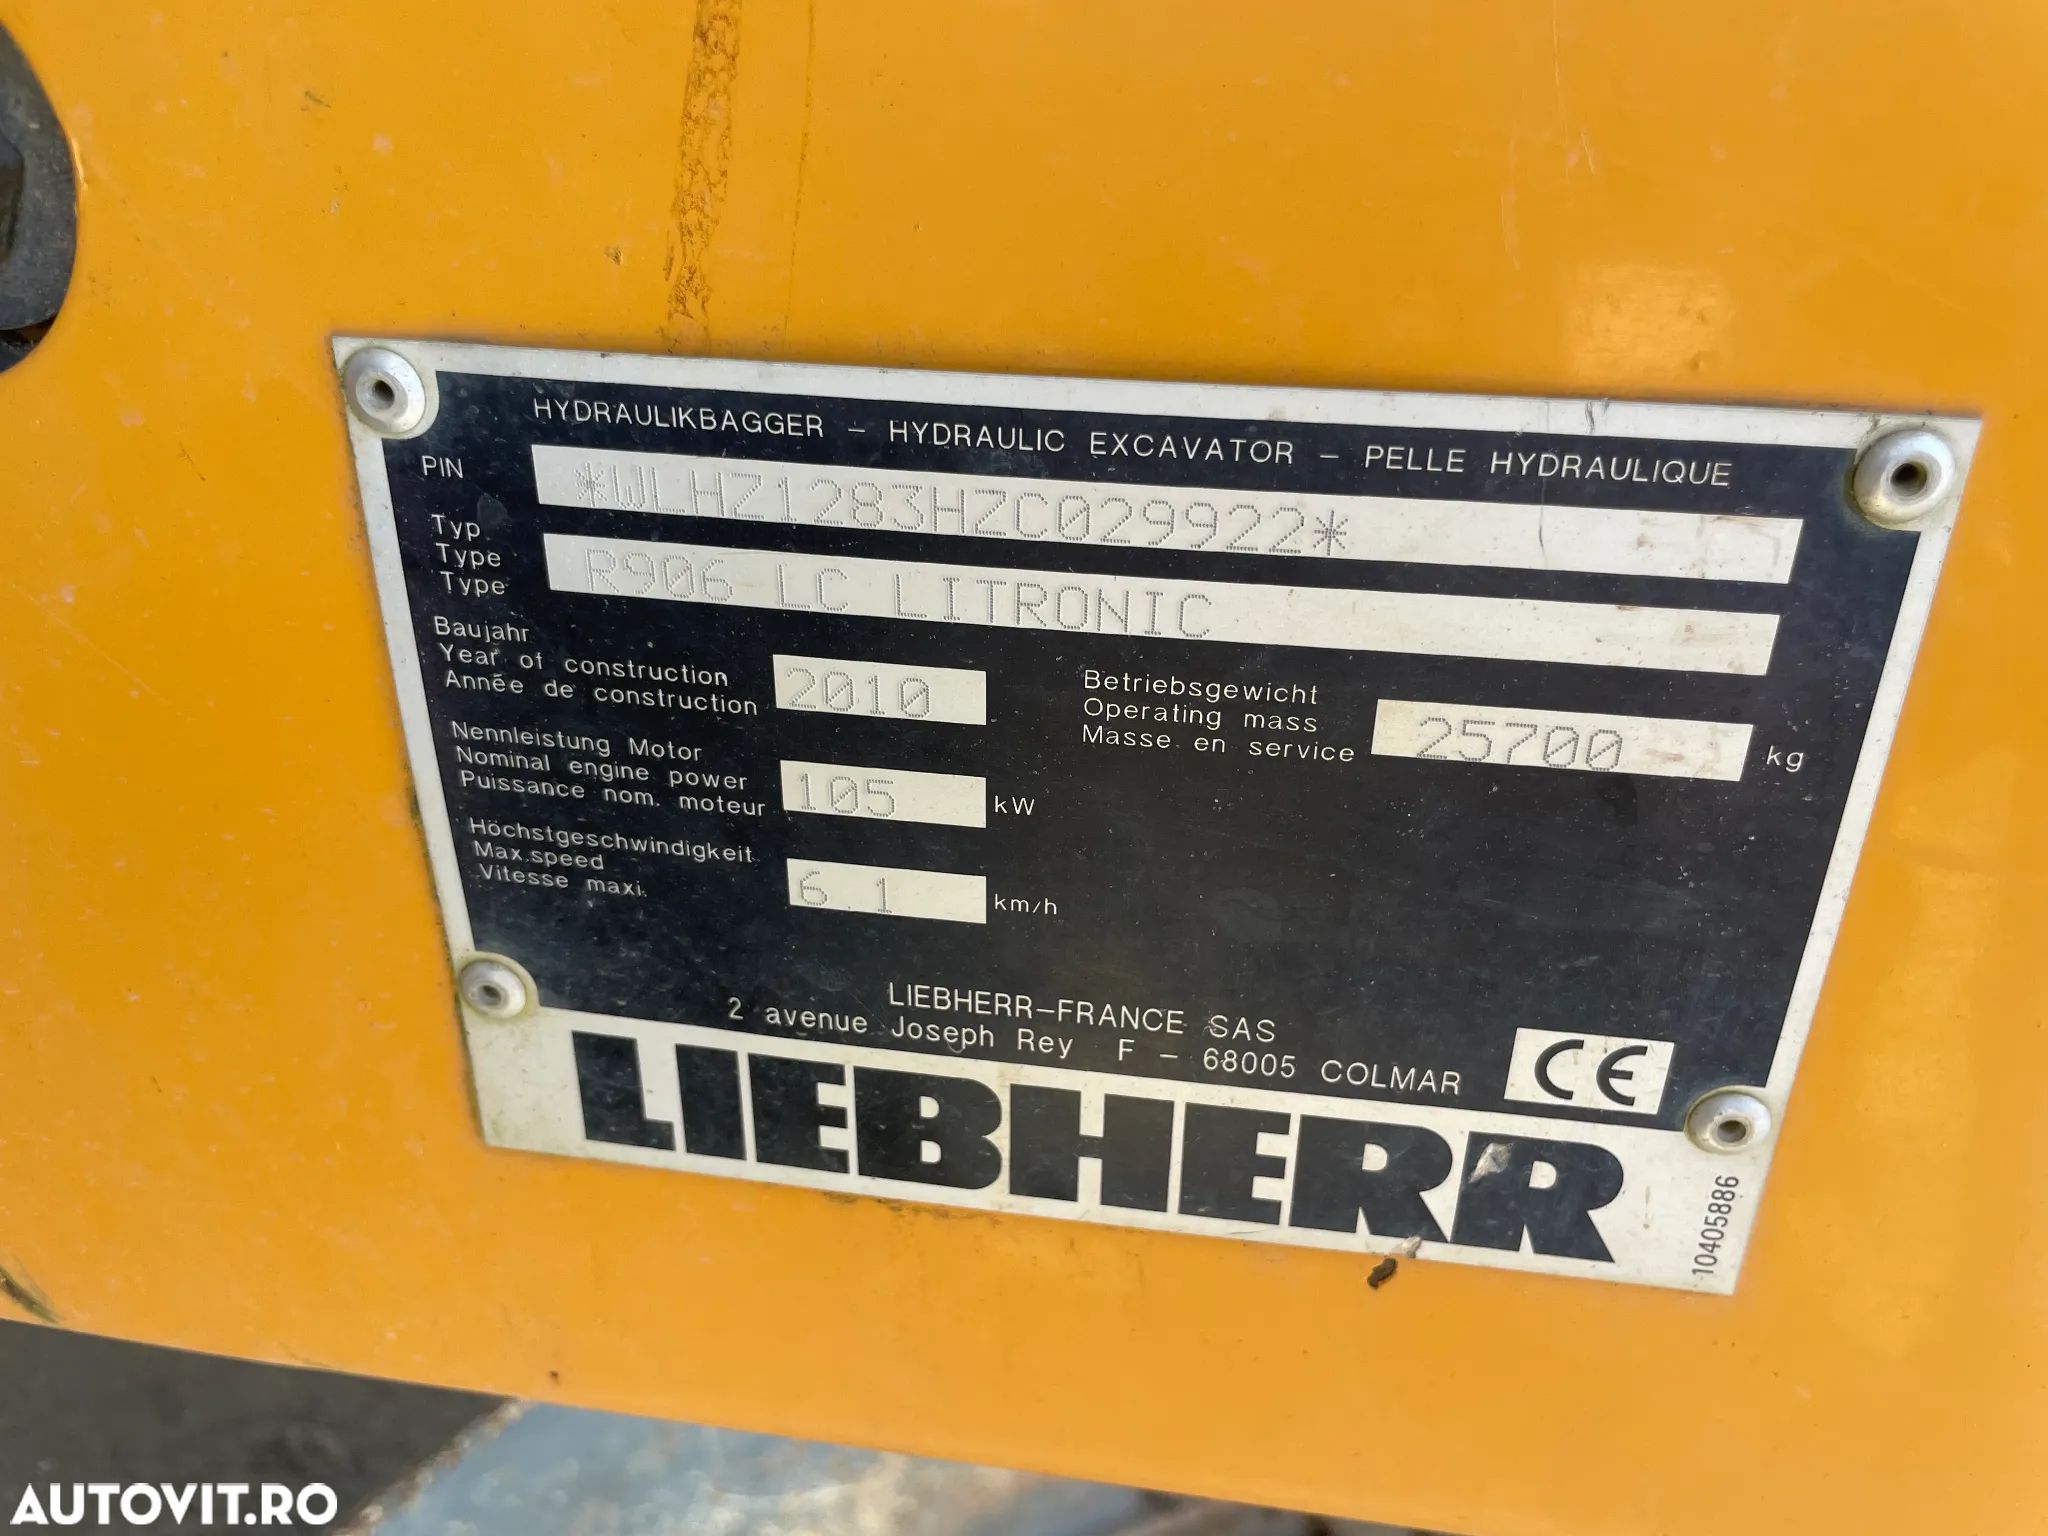 HYDRAULIKBAGGER – HYDRAULIC EXCAVATOR – PELLE HYDRAULIQUE
PIN *WLHZ1283HZC029922*
Typ
Type
Type
R906 LC LITRONIC
Baujahr
Year of construction
Année de construction
2010
Betriebsgewicht
Operating mass
Masse en service
25700 kg
Nennleistung Motor
Nominal engine power
Puissance nom. moteur
105 kW
Höchstgeschwindigkeit
Max.speed
Vitesse maxi.
6.1 km/h
LIEBHERR-FRANCE SAS
2 avenue Joseph Rey F - 68005 COLMAR
CE
LIEBHERR
10405886
AUTOVIT.RO